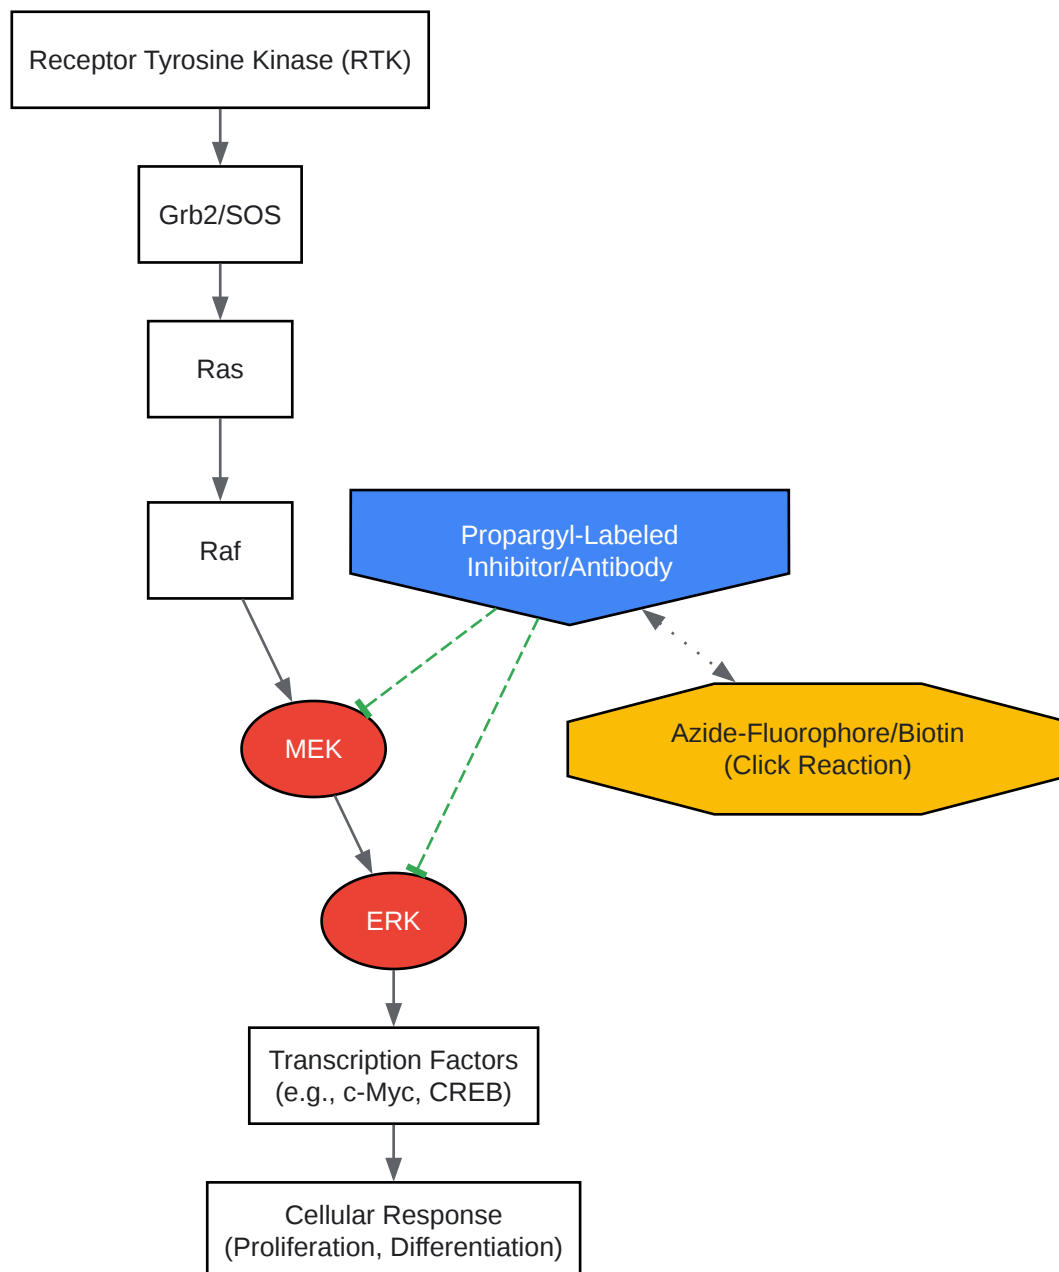 Receptor Tyrosine Kinase (RTK)
Grb2/SOS
Ras
Raf
Propargyl-Labeled
Inhibitor/Antibody
Azide-Fluorophore/Biotin
(Click Reaction)
MEK
ERK
Transcription Factors
(e.g., c-Myc, CREB)
Cellular Response
(Proliferation, Differentiation)